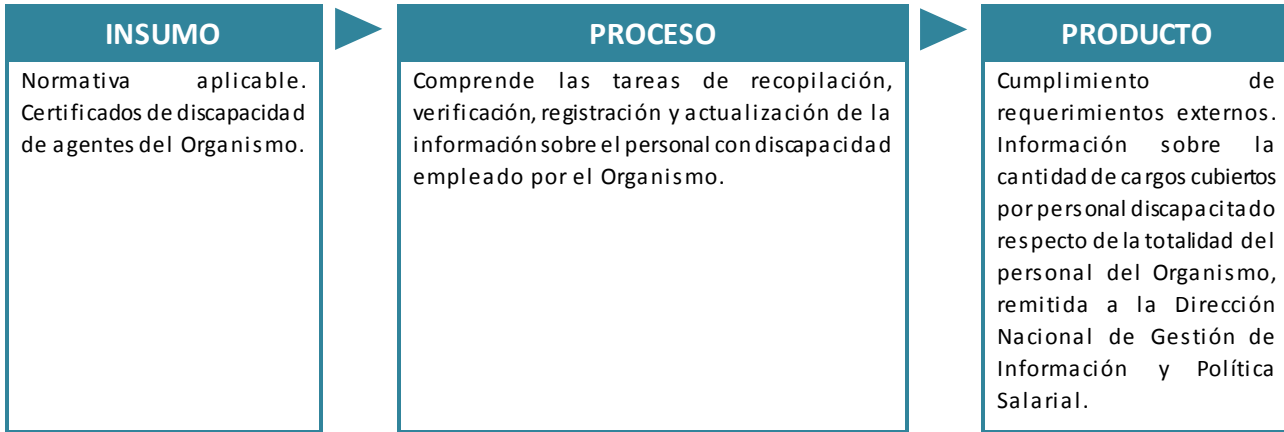 INSUMO
Normativa aplicable.
Certificados de discapacidad
de agentes del Organismo.
PROCESO
Comprende las tareas de recopilación,
verificación, registración y actualización de la
información sobre el personal con discapacidad
empleado por el Organismo.
PRODUCTO
Cumplimiento de
requerimientos externos.
Información sobre la
cantidad de cargos cubiertos
por personal discapacitado
respecto de la totalidad del
personal del Organismo,
remitida a la Dirección
Nacional de Gestión de
Información y Política
Salarial.